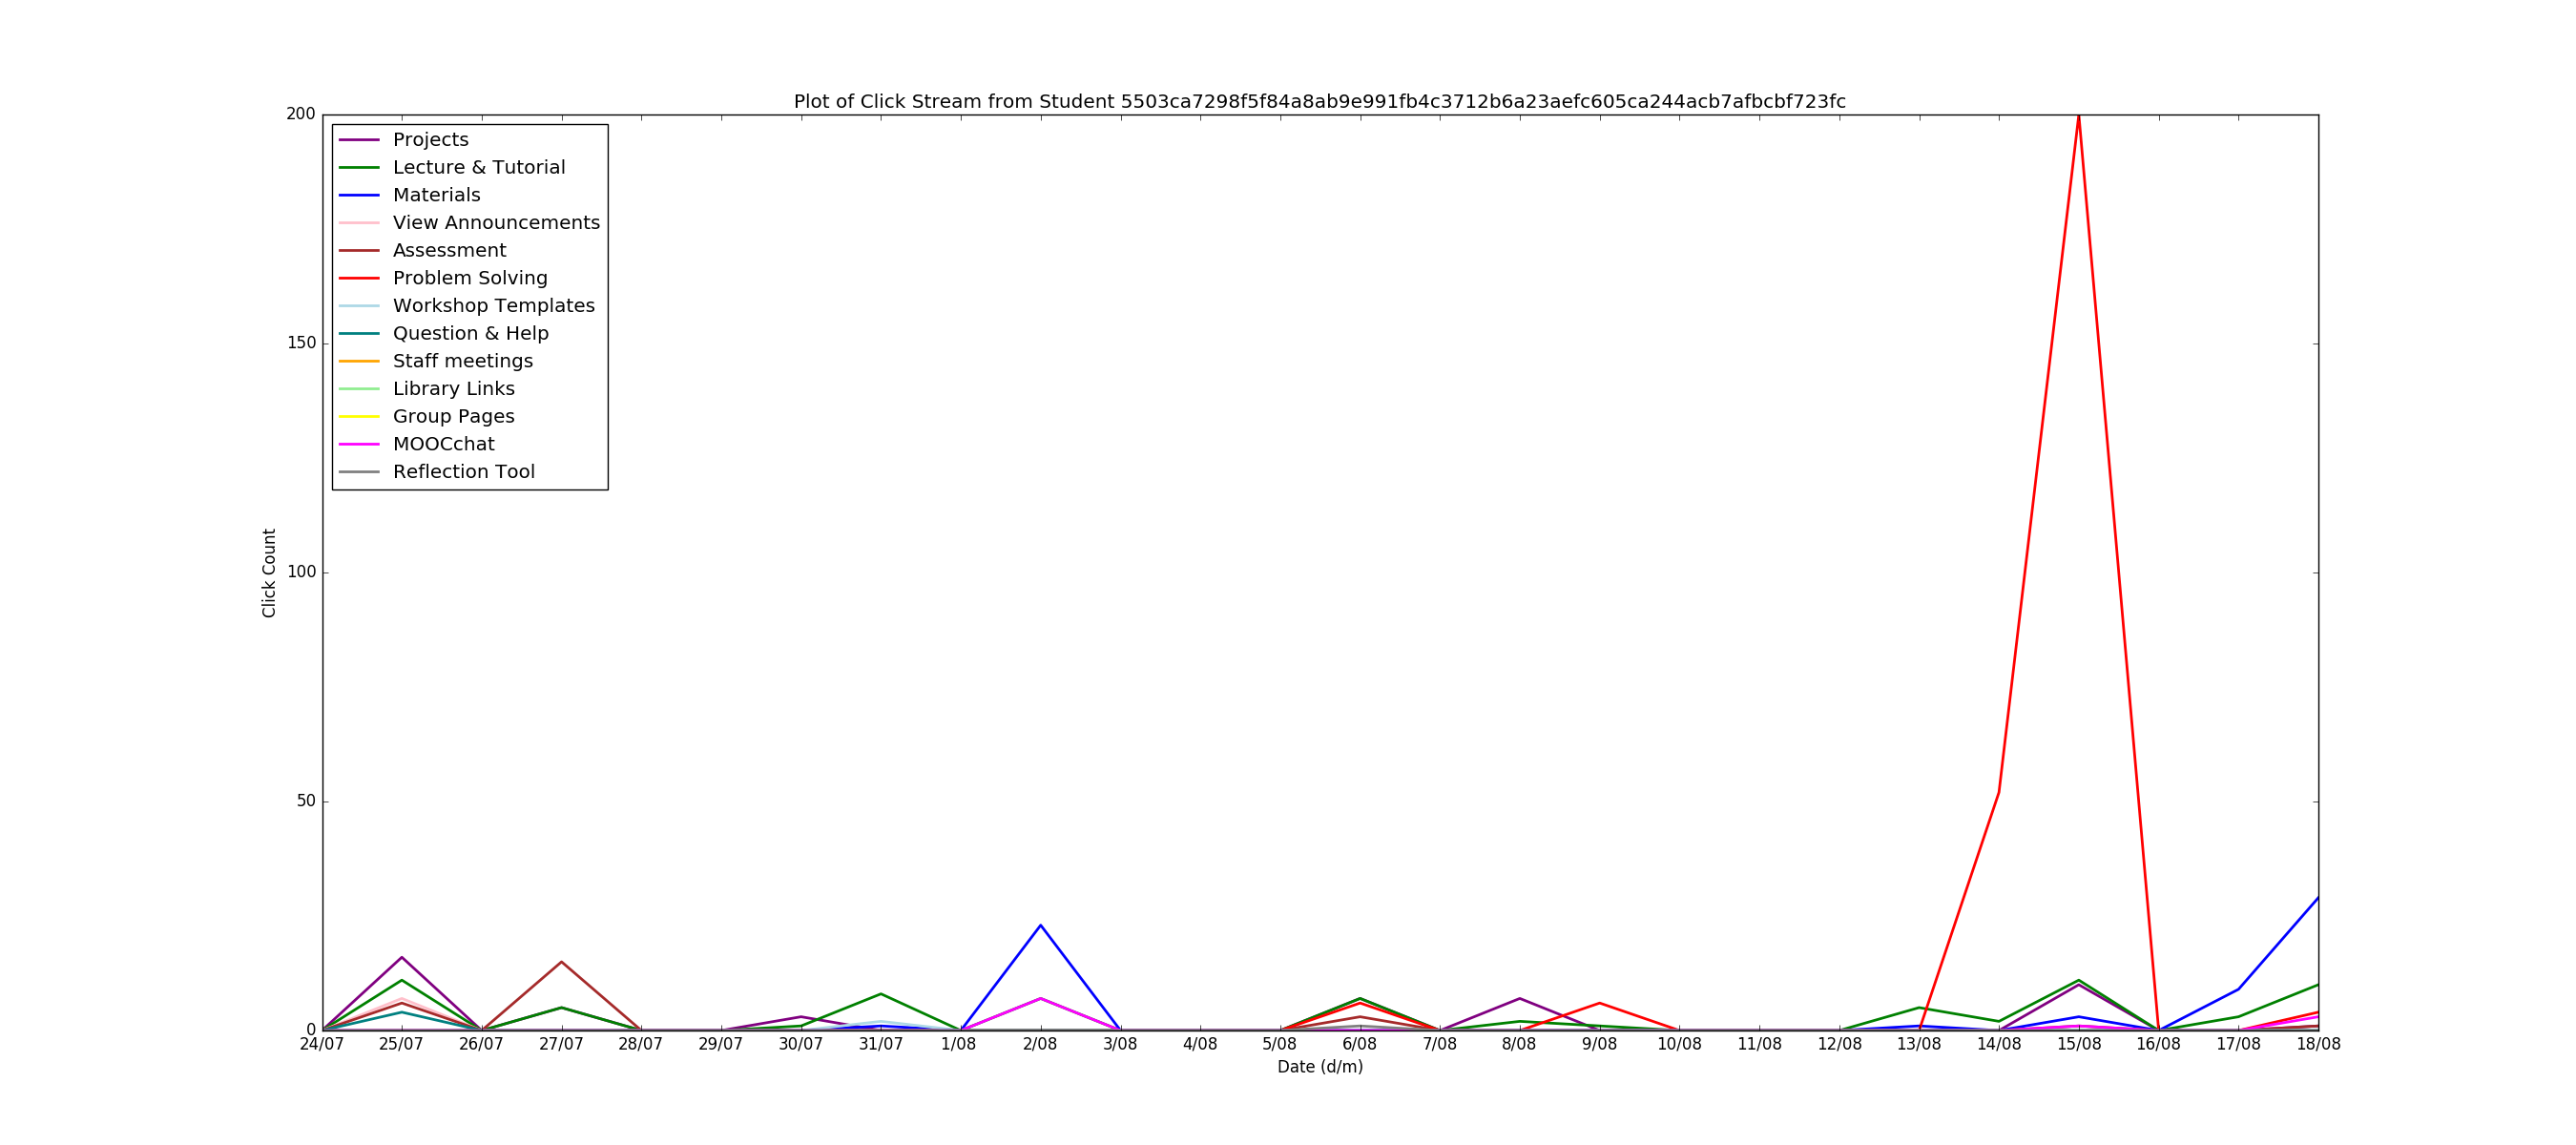 Plot of Click Stream from Student 5503ca7298f5f84a8ab9e991fb4c3712b6a23aefc605ca244acb7afbcbf723fc
200
150
100
50
0
Click Count
Projects
Lecture & Tutorial
Materials
View Announcements
Assessment
Problem Solving
Workshop Templates
Question & Help
Staff meetings
Library Links
Group Pages
MOOCchat
Reflection Tool
24/07 25/07 26/07 27/07 28/07 29/07 30/07 31/07 1/08 2/08 3/08 4/08 5/08 6/08 7/08 8/08 9/08 10/08 11/08 12/08 13/08 14/08 15/08 16/08 17/08 18/08
Date (d/m)